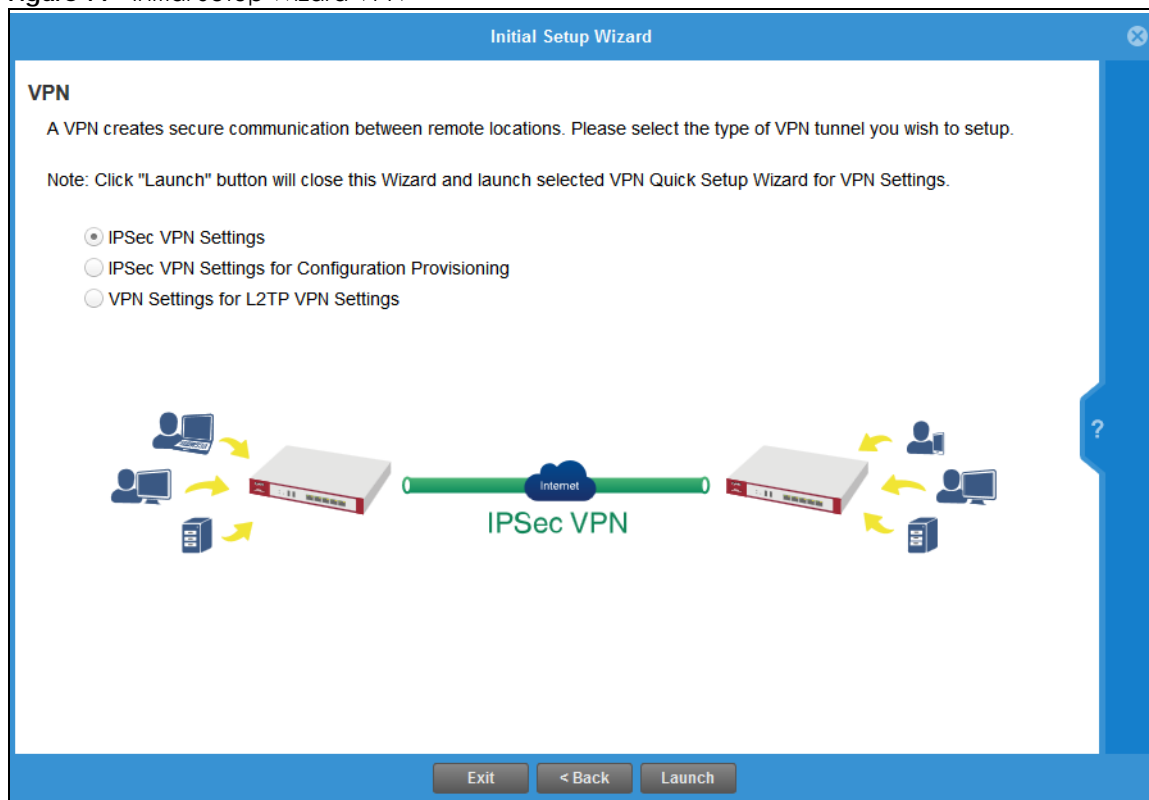 Initial Setup Wizard
VPN
A VPN creates secure communication between remote locations. Please select the type of VPN tunnel you wish to setup.
Note: Click "Launch" button will close this Wizard and launch selected VPN Quick Setup Wizard for VPN Settings.
IPSec VPN Settings
IPSec VPN Settings for Configuration Provisioning
VPN Settings for L2TP VPN Settings
?
Internet
IPSec VPN
Exit
< Back
Launch